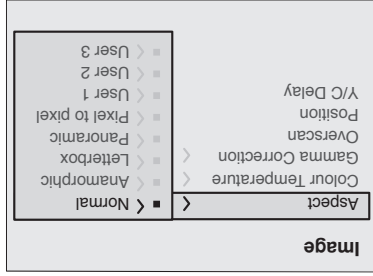 Image
Aspect
Colour Temperature
Gamma Correction
Overscan
Position
Y/C Delay
Normal
Anamorphic
Letterbox
Panoramic
Pixel to pixel
User 1
User 2
User 3